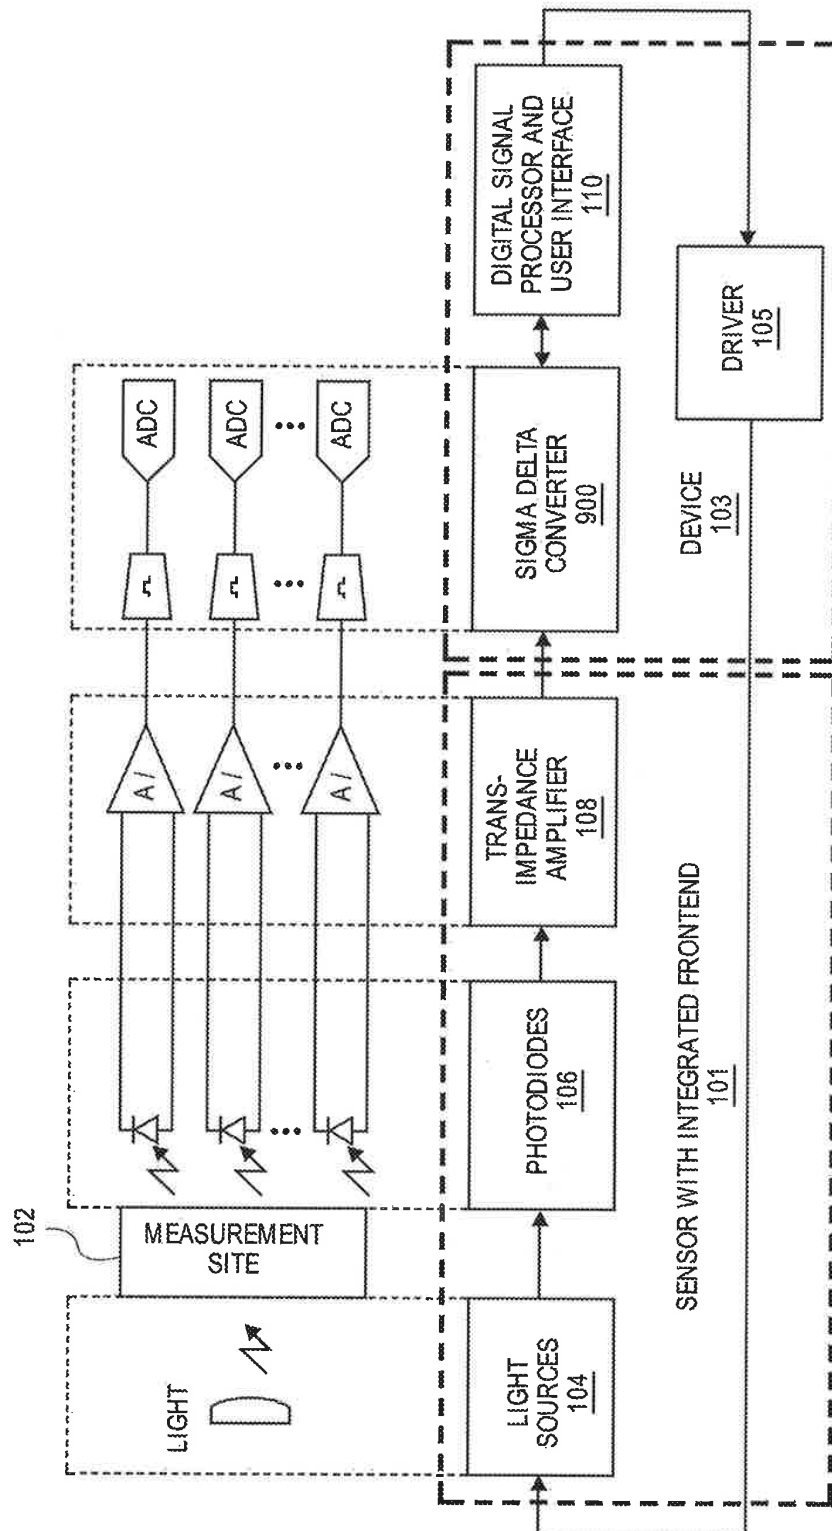 LIGHT
102
MEASUREMENT
SITE
A/
A/
A/
ADC
ADC
ADC
LIGHT
SOURCES
104
PHOTODIODES
106
TRANS-
IMPEDANCE
AMPLIFIER
108
SIGMA DELTA
CONVERTER
900
DIGITAL SIGNAL
PROCESSOR AND
USER INTERFACE
110
SENSOR WITH INTEGRATED FRONTEND
101
DEVICE
103
DRIVER
105